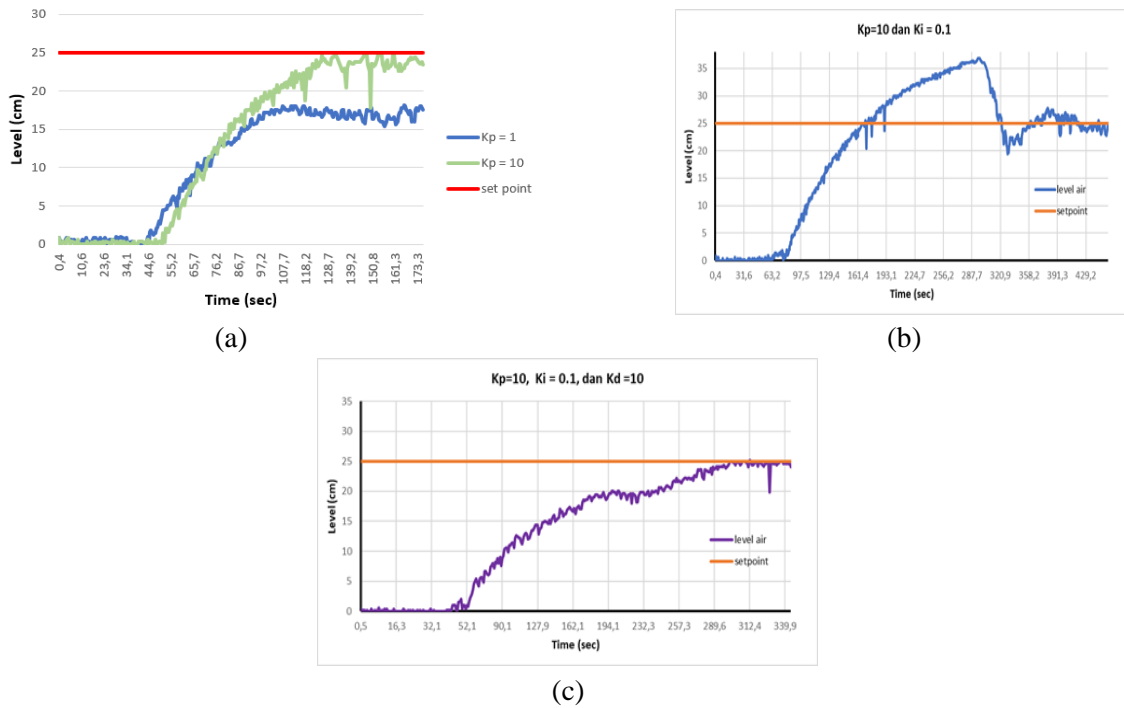 30
25
20
15
10
5
0
Level (cm)
0,4 10,6 23,6 34,1 44,6 55,2 65,7 76,2 86,7 97,2 107,7 118,2 128,7 139,2 150,8 161,3 173,3
Time (sec)
Kp = 1
Kp = 10
set point
(a)
Kp=10 dan Ki = 0.1
35
30
25
20
15
10
5
0
Level (cm)
0,4 31,6 63,2 97,5 129,4 161,4 193,1 224,7 256,2 287,7 320,9 358,2 391,3 429,2
Time (sec)
level air
setpoint
(b)
Kp=10, Ki = 0.1, dan Kd =10
35
30
25
20
15
10
5
0
Level (cm)
0,5 16,3 32,1 52,1 90,1 127,9 162,1 194,1 232,3 257,3 289,6 312,4 339,9
Time (sec)
level air
setpoint
(c)